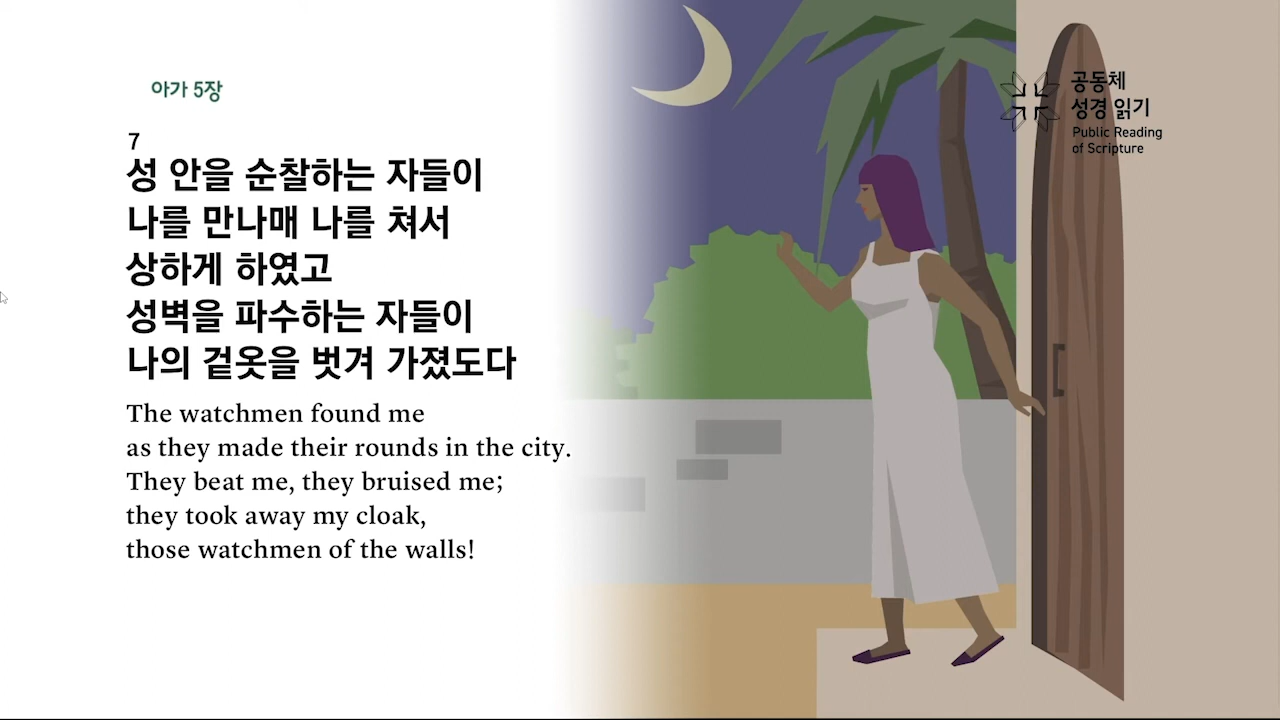 아가 5장
7
성 안을 순찰하는 자들이
나를 만나매 나를 쳐서
상하게 하였고
성벽을 파수하는 자들이
나의 겉옷을 벗겨 가졌도다
The watchmen found me
as they made their rounds in the city.
They beat me, they bruised me;
they took away my cloak,
those watchmen of the walls!
공동체
성경 읽기
Public Reading
of Scripture